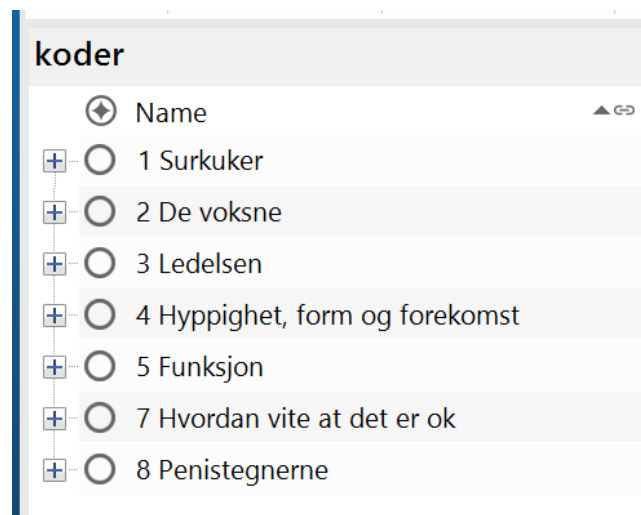 koder
Name
1 Surkuker
2 De voksne
3 Ledelsen
4 Hyppighet, form og forekomst
5 Funksjon
7 Hvordan vite at det er ok
8 Penistegnerne